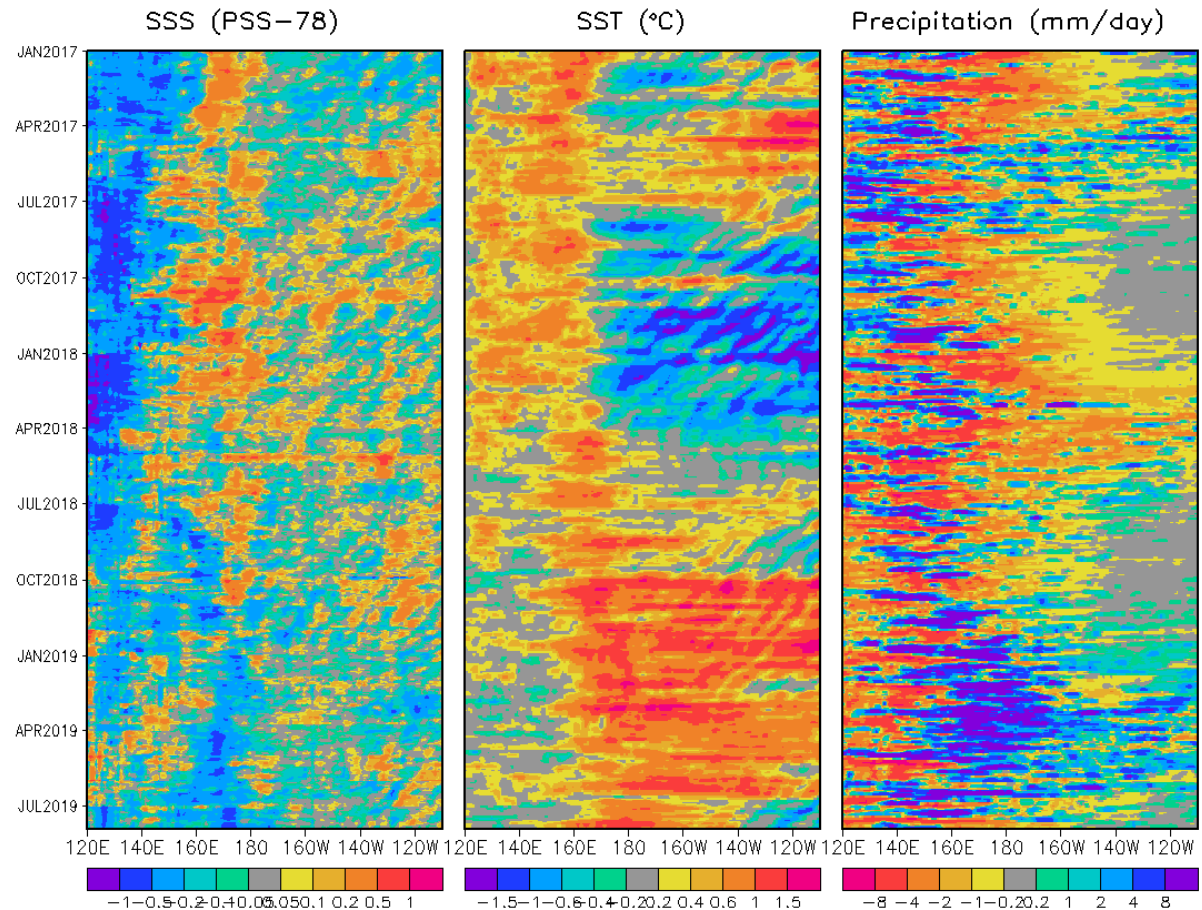 SSS (PSS−78) SST (°C) Precipitation (mm/day)
JAN2017
APR2017
JUL2017
OCT2017
JAN2018
APR2018
JUL2018
OCT2018
JAN2019
APR2019
JUL2019
120E 140E 160E 180 160W 140W 120W 120E 140E 160E 180 160W 140W 120W 120E 140E 160E 180 160W 140W 120W
−1 −0.5 −0.2 −0.1 −0.05 0.05 0.1 0.2 0.5 1 −1.5 −1 −0.6 −0.4 −0.2 0.2 0.4 0.6 1 1.5 −8 −4 −2 −1 −0.2 0.2 1 2 4 8